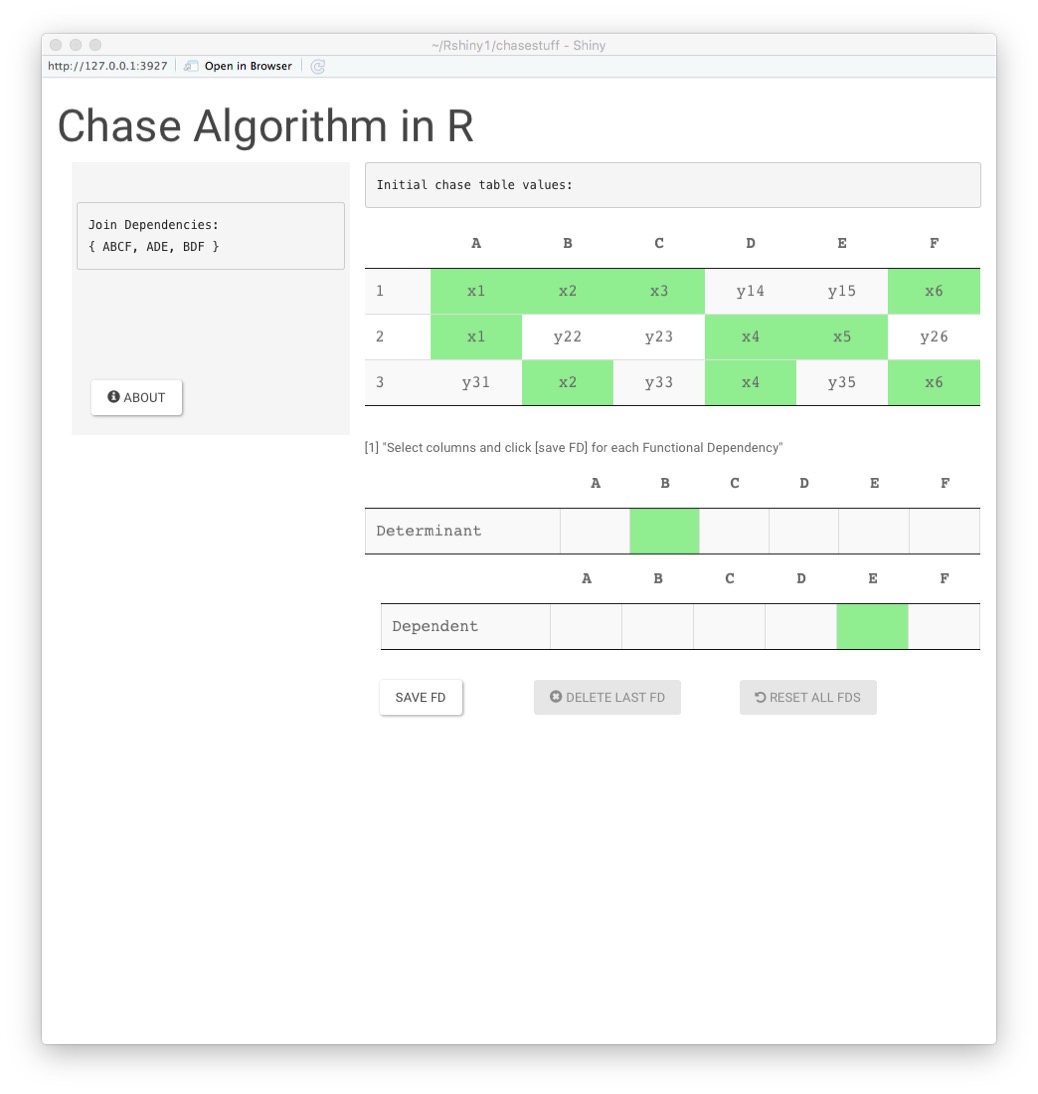 ~/Rshiny1/chasestuff - Shiny
http://127.0.0.1:3927 Open in Browser
Chase Algorithm in R
Join Dependencies:
{ ABCF, ADE, BDF }
ABOUT
Initial chase table values:
A B C D E F
1 x1 x2 x3 y14 y15 x6
2 x1 y22 y23 x4 x5 y26
3 y31 x2 y33 x4 y35 x6
[1] "Select columns and click [save FD] for each Functional Dependency"
A B C D E F
Determinant
A B C D E F
Dependent
SAVE FD DELETE LAST FD RESET ALL FDS